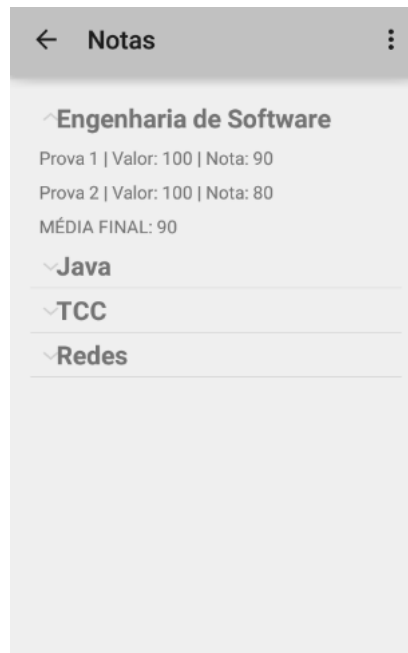 Notas
Engenharia de Software
Prova 1 | Valor: 100 | Nota: 90
Prova 2 | Valor: 100 | Nota: 80
MÉDIA FINAL: 90
Java
TCC
Redes